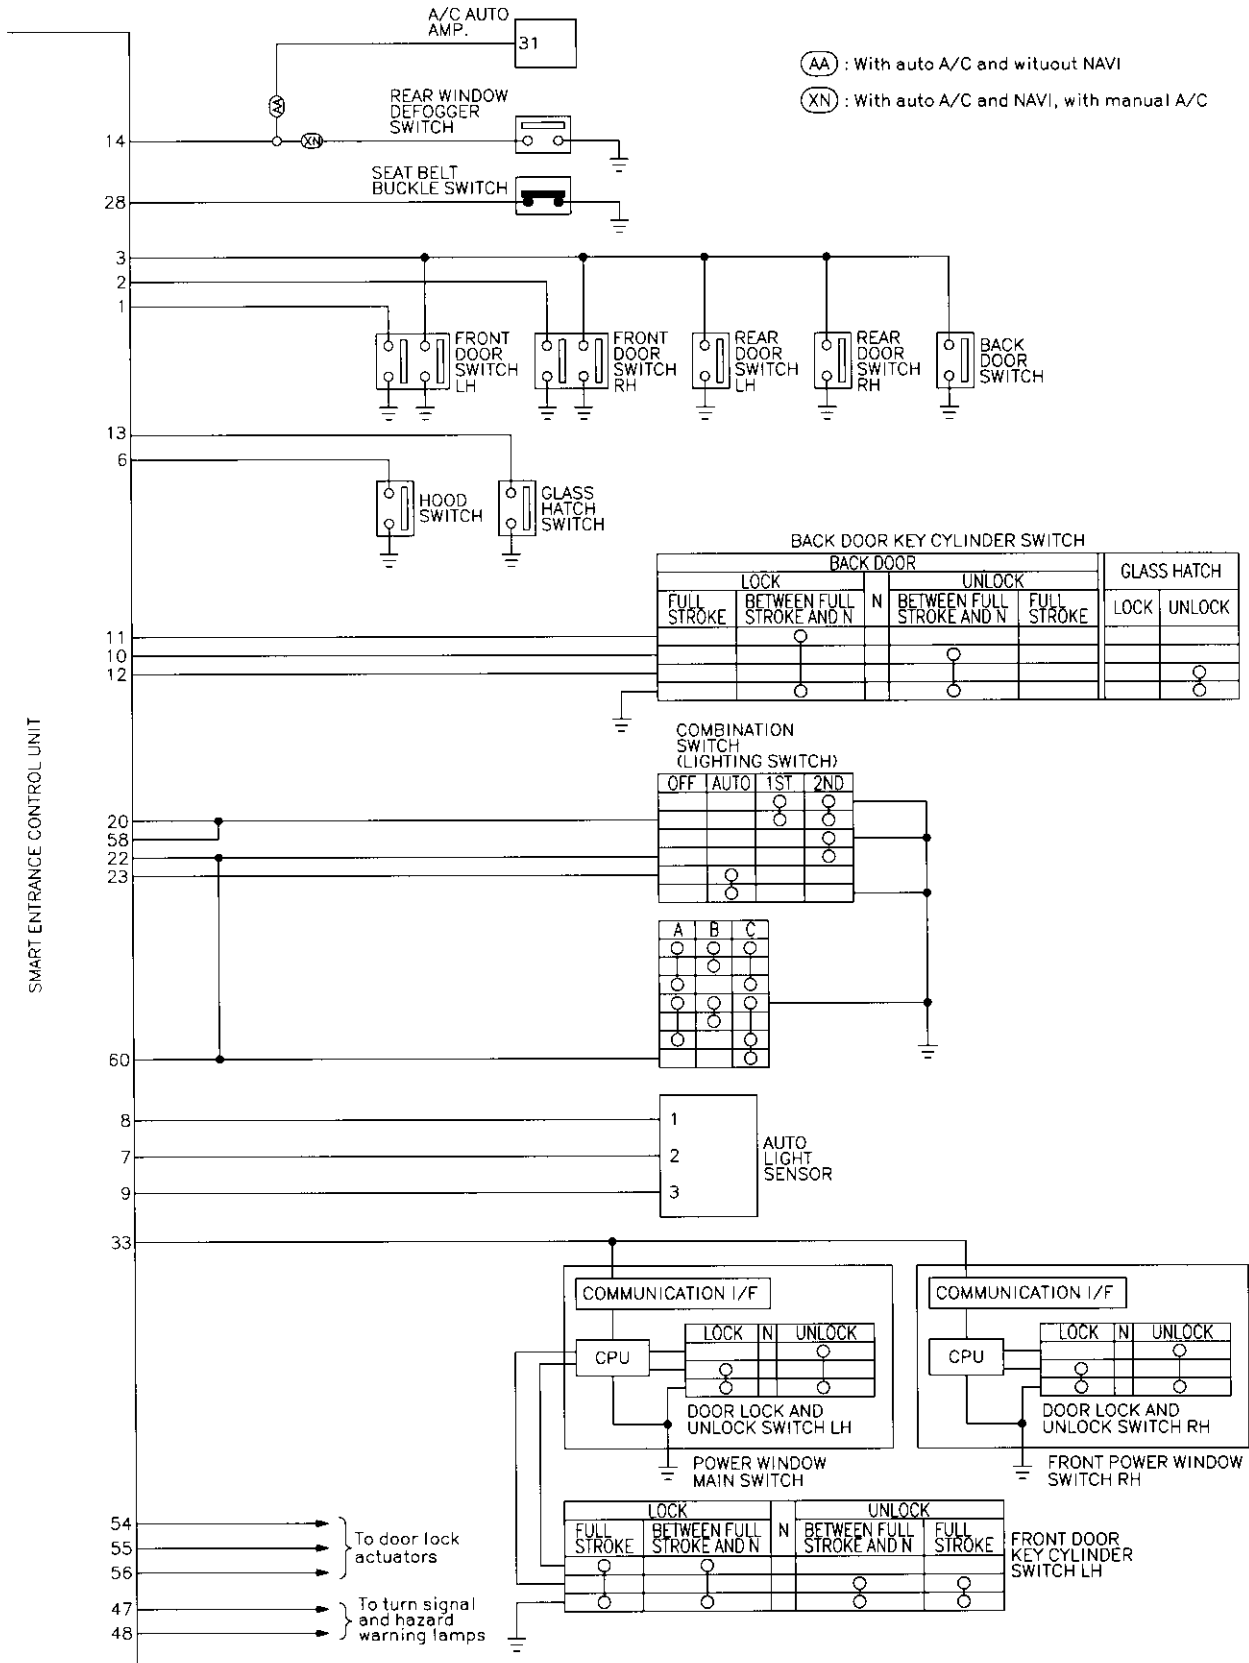 A/C AUTO
AMP.
31
AA : With auto A/C and wituout NAVI
AA
REAR WINDOW
DEFOGGER
SWITCH
XN : With auto A/C and NAVI, with manual A/C
14
XN
SEAT BELT
BUCKLE SWITCH
28
3
2
1
FRONT
DOOR
SWITCH
LH
FRONT
DOOR
SWITCH
RH
REAR
DOOR
SWITCH
LH
REAR
DOOR
SWITCH
RH
BACK
DOOR
SWITCH
13
6
HOOD
SWITCH
GLASS
HATCH
SWITCH
BACK DOOR KEY CYLINDER SWITCH
BACK DOOR
GLASS HATCH
LOCK N UNLOCK
FULL
STROKE
BETWEEN FULL
STROKE AND N
BETWEEN FULL
STROKE AND N
FULL
STROKE
LOCK UNLOCK
11
10
12
SMART ENTRANCE CONTROL UNIT
COMBINATION
SWITCH
(LIGHTING SWITCH)
OFF AUTO 1ST 2ND
20
58
22
23
A B C
60
8 1
7 2
9 3
AUTO
LIGHT
SENSOR
33
COMMUNICATION I/F
LOCK N UNLOCK
CPU
DOOR LOCK AND
UNLOCK SWITCH LH
POWER WINDOW
MAIN SWITCH
COMMUNICATION I/F
LOCK N UNLOCK
CPU
DOOR LOCK AND
UNLOCK SWITCH RH
FRONT POWER WINDOW
SWITCH RH
54
55
56
To door lock
actuators
47
48
To turn signal
and hazard
warning lamps
LOCK N UNLOCK
FULL
STROKE
BETWEEN FULL
STROKE AND N
BETWEEN FULL
STROKE AND N
FULL
STROKE
FRONT DOOR
KEY CYLINDER
SWITCH LH